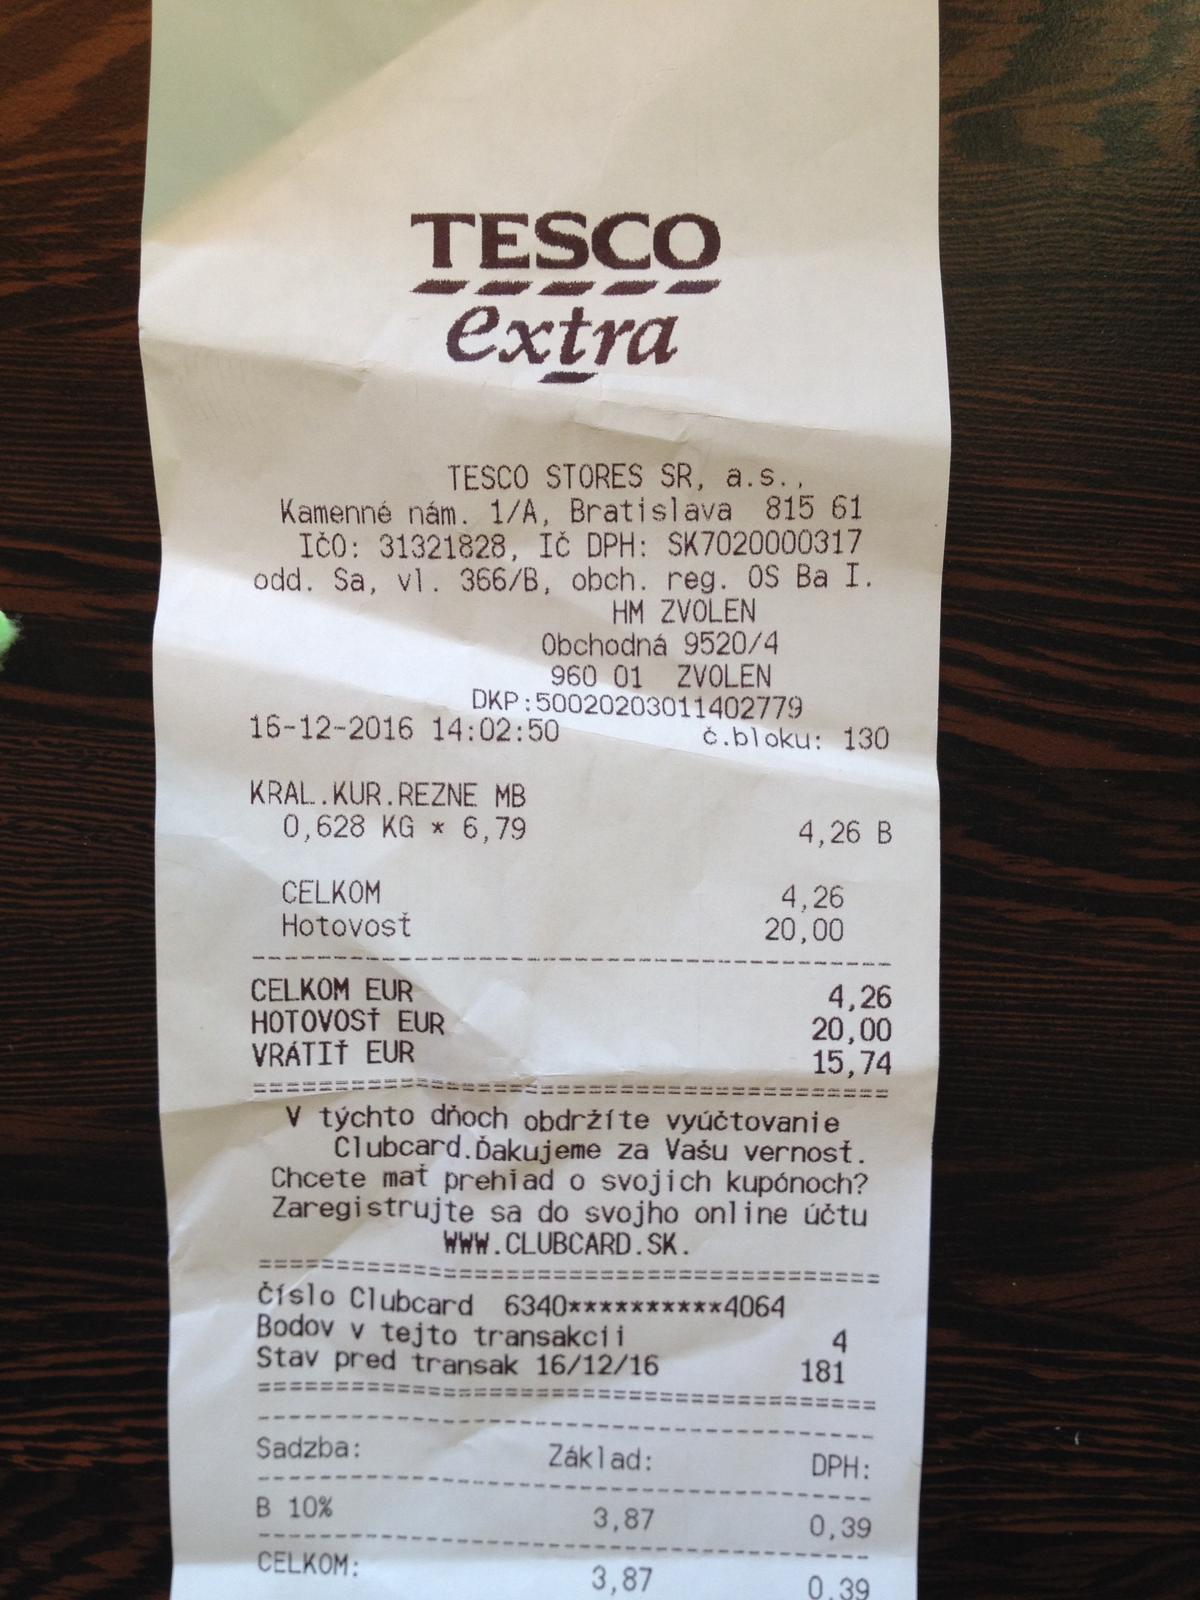 TESCO
extra
TESCO STORES SR, a.s.,
Kamenné nám. 1/A, Bratislava 815 61
IČO: 31321828, IČ DPH: SK7020000317
odd. Sa, vl. 366/B, obch. reg. OS Ba I.
HM ZVOLEN
Obchodná 9520/4
960 01 ZVOLEN
DKP:50020203011402779
16-12-2016 14:02:50 č.bloku: 130
KRAL.KUR.REZNE MB
0,628 KG * 6,79 4,26 B
CELKOM 4,26
Hotovosť 20,00
CELKOM EUR 4,26
HOTOVOSŤ EUR 20,00
VRÁTIŤ EUR 15,74
V týchto dňoch obdržíte vyúčtovanie
Clubcard.Ďakujeme za Vašu vernosť.
Chcete mať prehiad o svojich kupónoch?
Zaregistrujte sa do svojho online účtu
WWW.CLUBCARD.SK.
Číslo Clubcard 6340**********4064
Bodov v tejto transakcii 4
Stav pred transak 16/12/16 181
Sadzba: Základ: DPH:
B 10% 3,87 0,39
CELKOM: 3,87 0,39